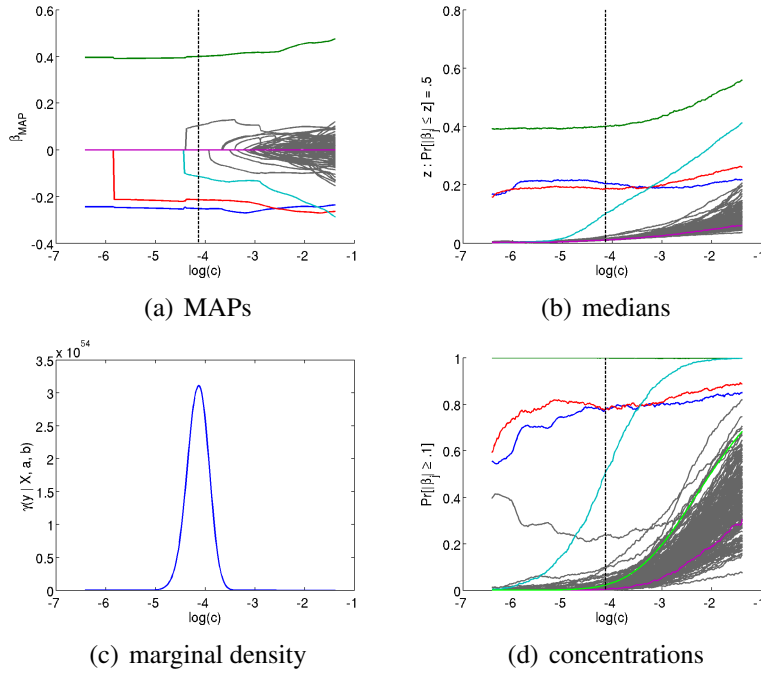 0.6
0.4
0.2
0
-0.2
-0.4
β_MAP
-7 -6 -5 -4 -3 -2 -1
log(c)
(a) MAPs
0.8
0.6
0.4
0.2
0
z : Pr[|β_j| ≤ z] = .5
-7 -6 -5 -4 -3 -2 -1
log(c)
(b) medians
x 10^54
3.5
3
2.5
2
1.5
1
0.5
0
γ(y | X, a, b)
-7 -6 -5 -4 -3 -2 -1
log(c)
(c) marginal density
1
0.8
0.6
0.4
0.2
0
Pr[|β_j| ≥ .1]
-7 -6 -5 -4 -3 -2 -1
log(c)
(d) concentrations